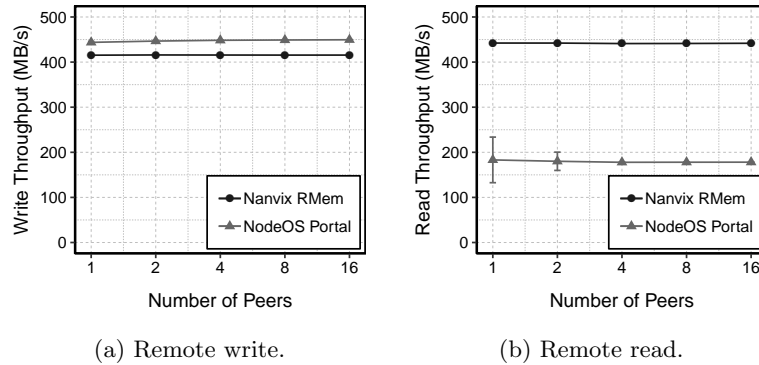 Write Throughput (MB/s)
500
400
300
200
100
0
Nanvix RMem
NodeOS Portal
1 2 4 8 16
Number of Peers
(a) Remote write.
Read Throughput (MB/s)
500
400
300
200
100
0
Nanvix RMem
NodeOS Portal
1 2 4 8 16
Number of Peers
(b) Remote read.